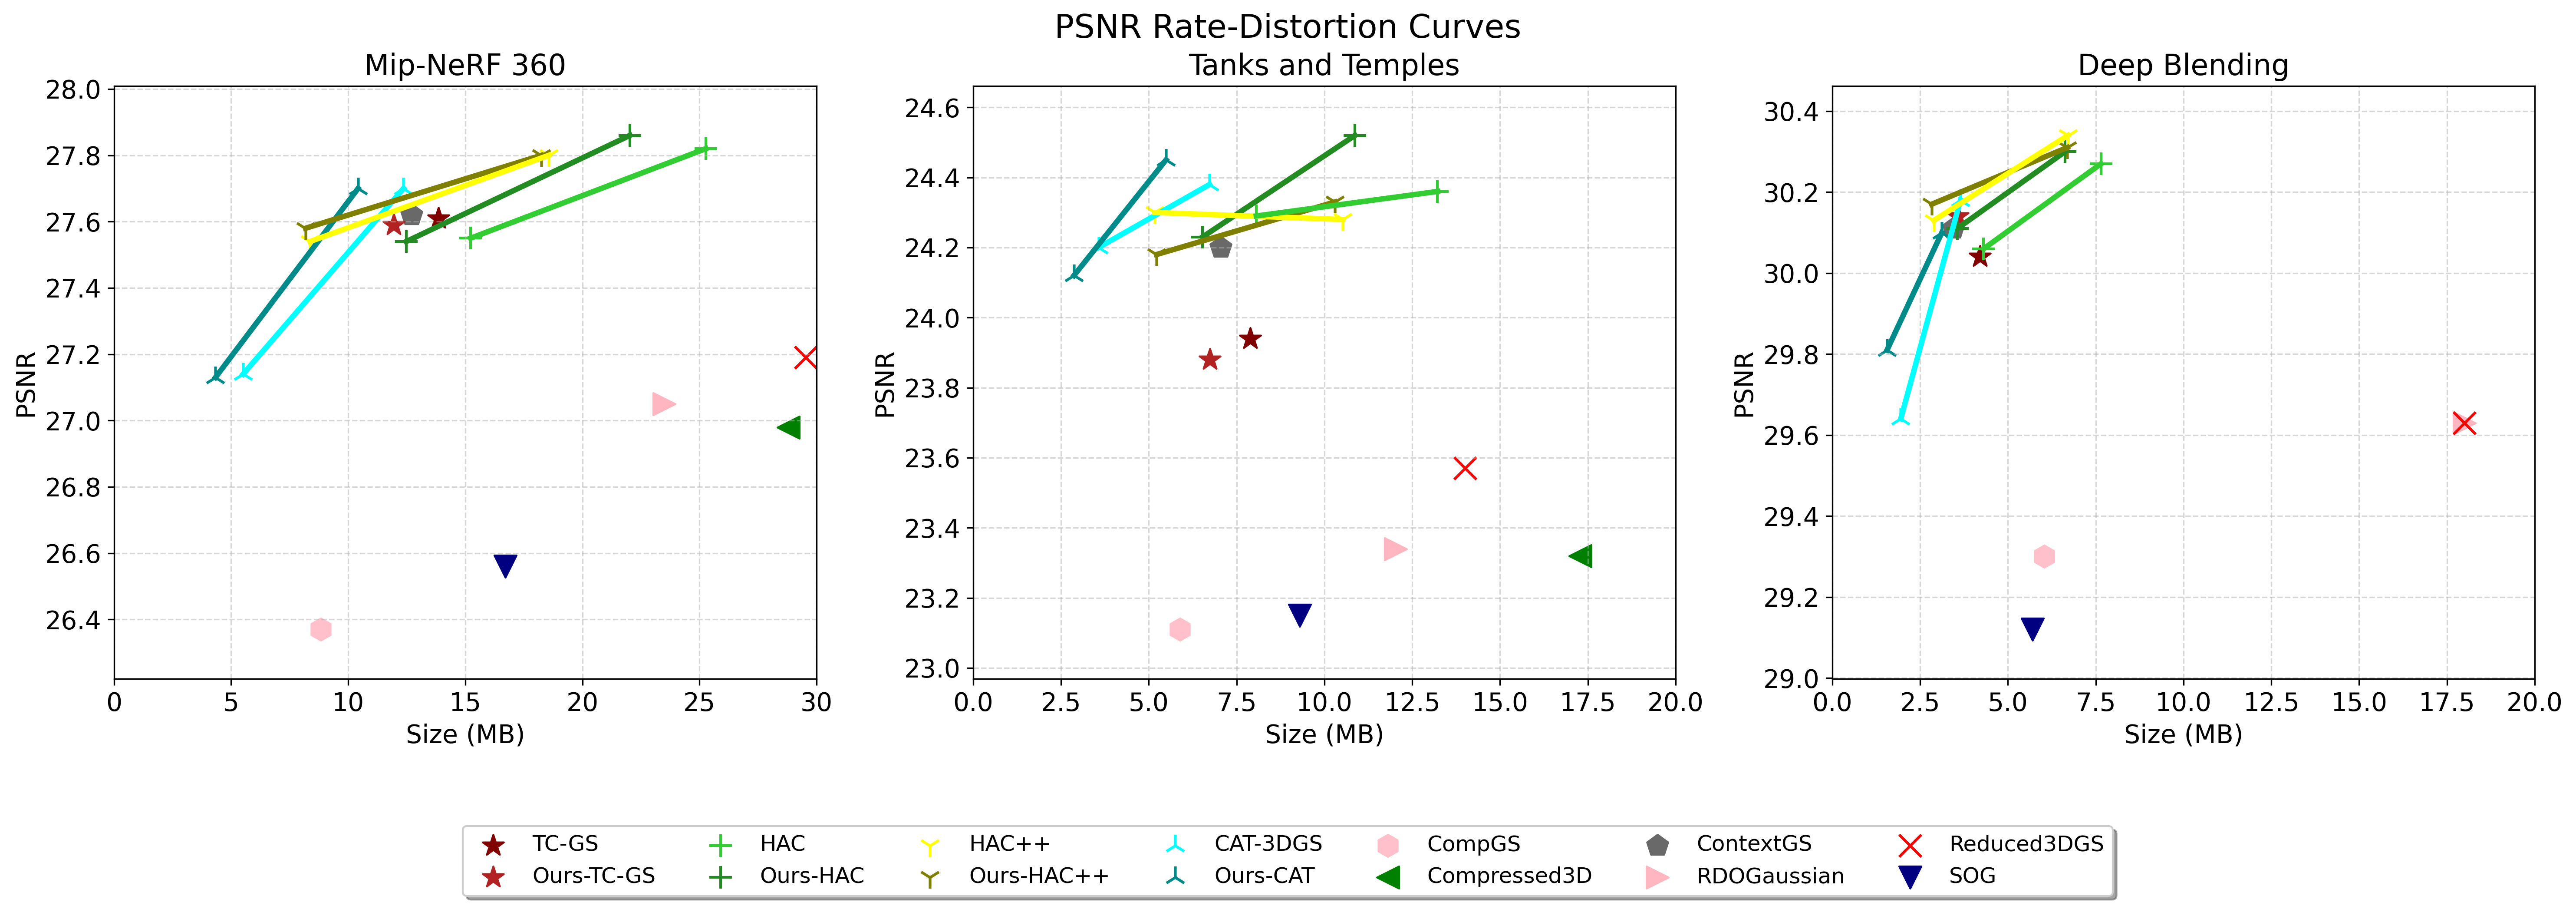 PSNR Rate-Distortion Curves
Mip-NeRF 360
28.0
27.8
27.6
27.4
27.2
27.0
26.8
26.6
26.4
PSNR
0 5 10 15 20 25 30
Size (MB)
Tanks and Temples
24.6
24.4
24.2
24.0
23.8
23.6
23.4
23.2
23.0
PSNR
0.0 2.5 5.0 7.5 10.0 12.5 15.0 17.5 20.0
Size (MB)
Deep Blending
30.4
30.2
30.0
29.8
29.6
29.4
29.2
29.0
PSNR
0.0 2.5 5.0 7.5 10.0 12.5 15.0 17.5 20.0
Size (MB)
TC-GS HAC HAC++ CAT-3DGS CompGS ContextGS Reduced3DGS
Ours-TC-GS Ours-HAC Ours-HAC++ Ours-CAT Compressed3D RDOGaussian SOG